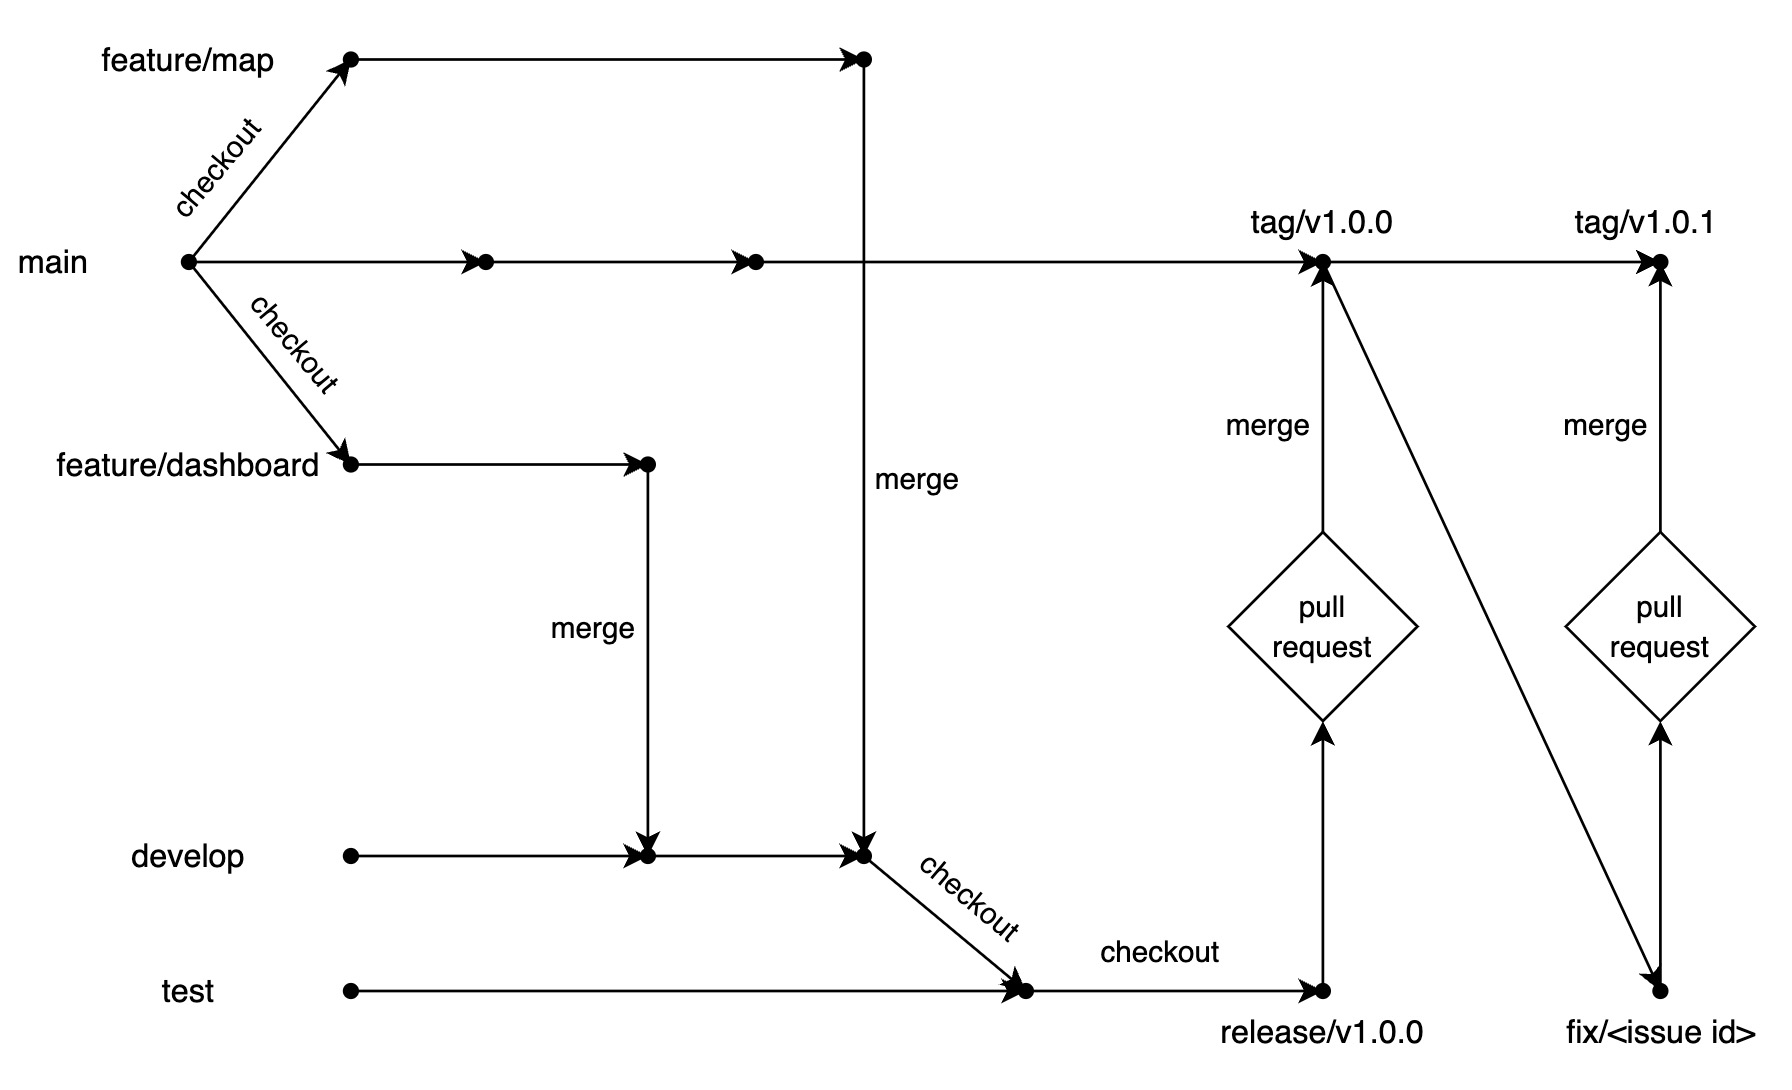 feature/map
checkout
tag/v1.0.0
tag/v1.0.1
main
checkout
merge
merge
feature/dashboard
merge
pull
request
pull
request
merge
develop
checkout
checkout
test
release/v1.0.0
fix/<issue id>